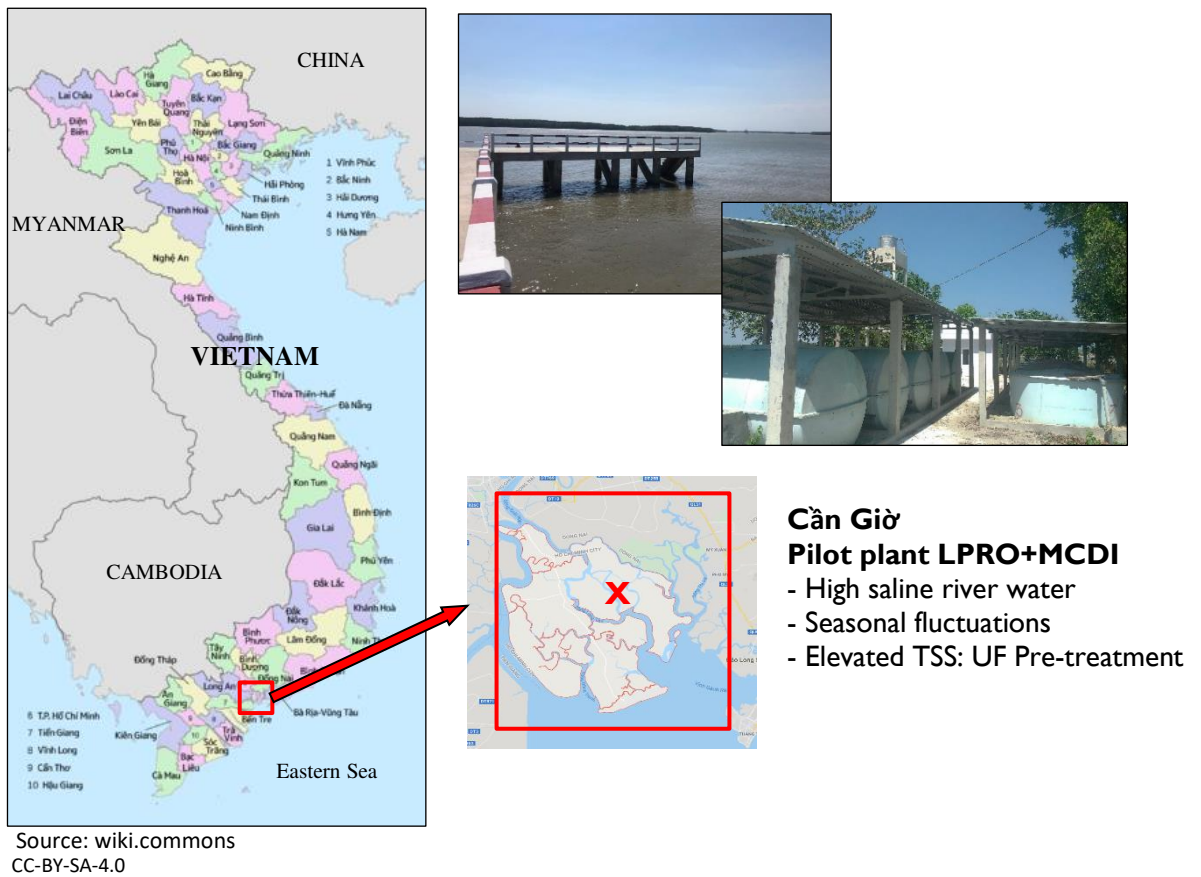 CHINA
Hà
Giang
Cao Bằng
Lai Châu
Lào Cai
Bắc Kạn
Tuyên
Quang
Điện
Biên
Yên Bái
Thái
Nguyên
Lạng Sơn
Sơn La
Phú
Thọ
Bắc Giang
Quảng Ninh
Hà Nội
Hoà
Bình
Hải Phòng
Thái Bình
Nam Định
Ninh Bình
Thanh Hoá
1 Vĩnh Phúc
2 Bắc Ninh
3 Hải Dương
4 Hưng Yên
5 Hà Nam
MYANMAR
Nghệ An
Hà Tĩnh
Quảng Bình
VIETNAM
Quảng Trị
Thừa Thiên-Huế
Đà Nẵng
Quảng Nam
Quảng Ngãi
Kon Tum
Gia Lai
Bình Định
Phú Yên
CAMBODIA
Đắk
Lắc
Khánh Hoà
Đắk
Nông
Lâm Đồng
Ninh
Bình
Phước
Tây
Ninh
Bình
Dương
Đồng Nai
Đồng Tháp
Long An
An
Giang
Bà Rịa-Vũng Tàu
Bến Tre
Kiên Giang
Trà
Vinh
Sóc
Trăng
Bạc
Liêu
Cà Mau
6 T.P. Hồ Chí Minh
7 Tiền Giang
8 Vĩnh Long
9 Cần Thơ
10 Hậu Giang
Eastern Sea
Source: wiki.commons
CC-BY-SA-4.0
X
Cần Giờ
Pilot plant LPRO+MCDI
- High saline river water
- Seasonal fluctuations
- Elevated TSS: UF Pre-treatment